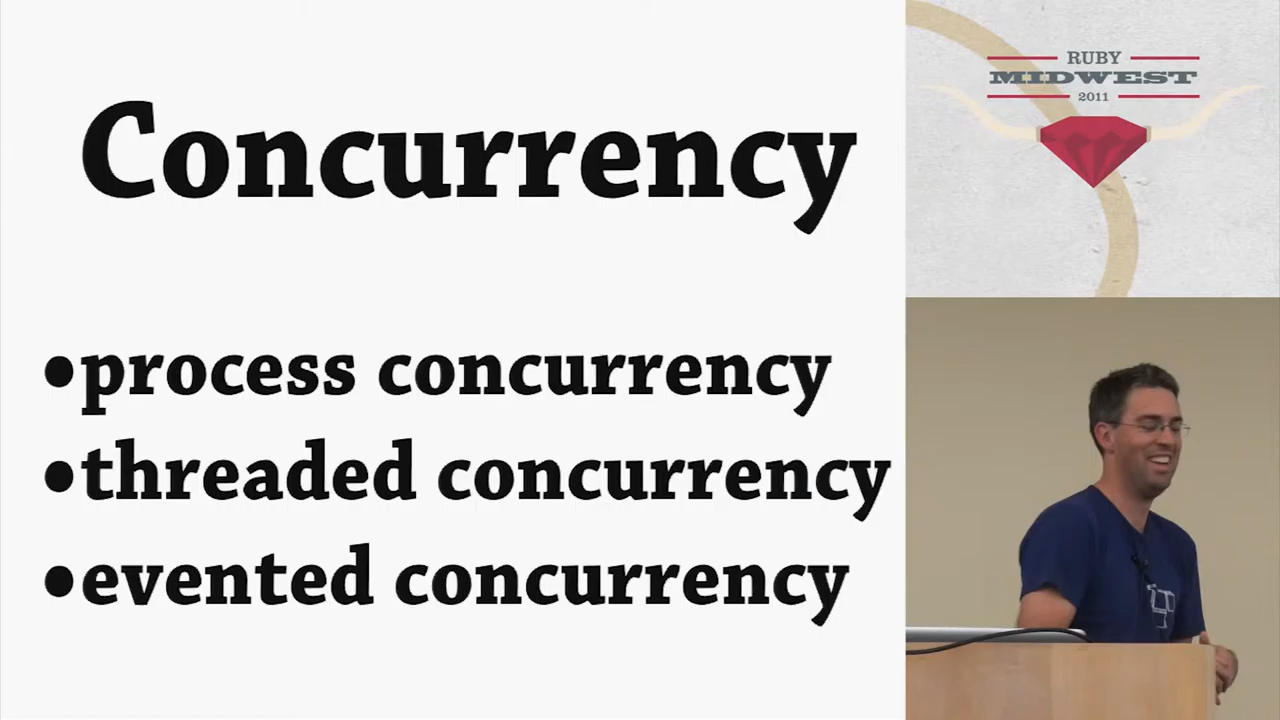 Concurrency
•process concurrency
•threaded concurrency
•evented concurrency
RUBY
MIDWEST
2011